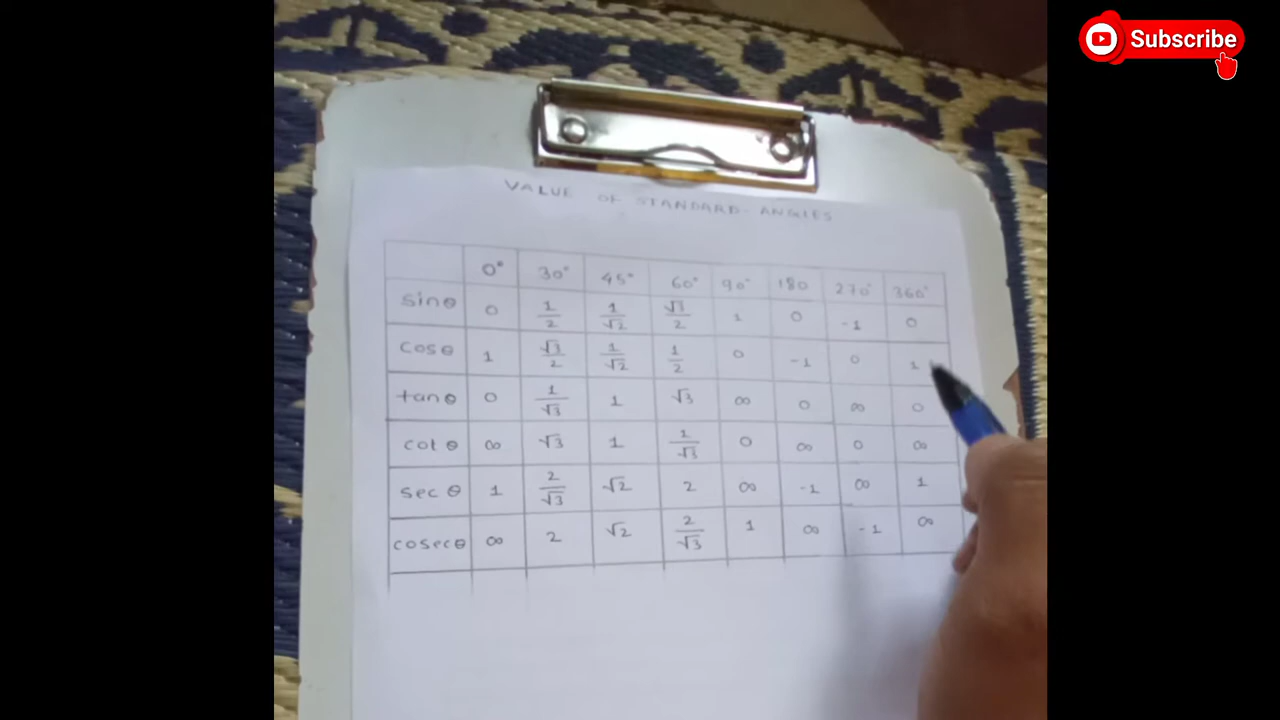 Subscribe
VALUE OF STANDARD-ANGLES
0° 30° 45° 60° 90° 180 270° 360°
sinθ 0 1/2 1/√2 √3/2 1 0 -1 0
cosθ 1 √3/2 1/√2 1/2 0 -1 0 1
tanθ 0 1/√3 1 √3 ∞ 0 ∞ 0
cotθ ∞ √3 1 1/√3 0 ∞ 0 ∞
secθ 1 2/√3 √2 2 ∞ -1 ∞ 1
cosecθ ∞ 2 √2 2/√3 1 ∞ -1 ∞